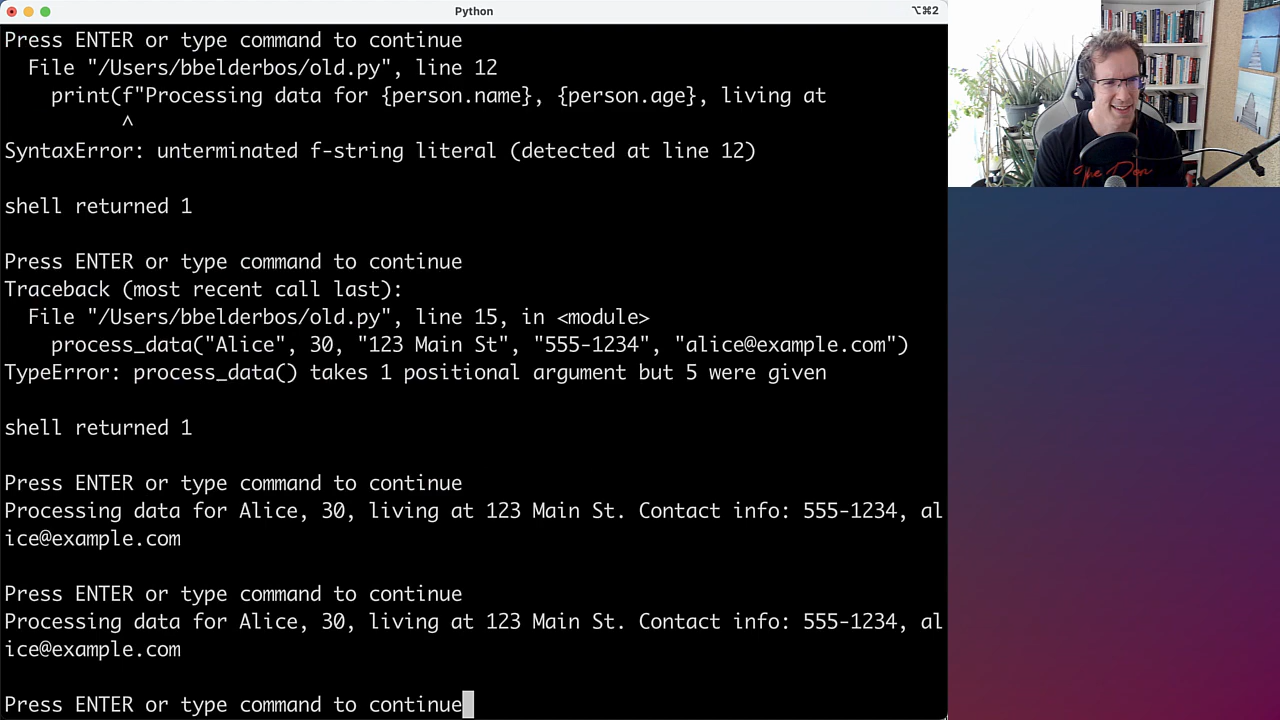 Python
⌥⌘2
Press ENTER or type command to continue
  File "/Users/bbelderbos/old.py", line 12
    print(f"Processing data for {person.name}, {person.age}, living at
          ^
SyntaxError: unterminated f-string literal (detected at line 12)
shell returned 1
Press ENTER or type command to continue
Traceback (most recent call last):
  File "/Users/bbelderbos/old.py", line 15, in <module>
    process_data("Alice", 30, "123 Main St", "555-1234", "alice@example.com")
TypeError: process_data() takes 1 positional argument but 5 were given
shell returned 1
Press ENTER or type command to continue
Processing data for Alice, 30, living at 123 Main St. Contact info: 555-1234, al
ice@example.com
Press ENTER or type command to continue
Processing data for Alice, 30, living at 123 Main St. Contact info: 555-1234, al
ice@example.com
Press ENTER or type command to continue